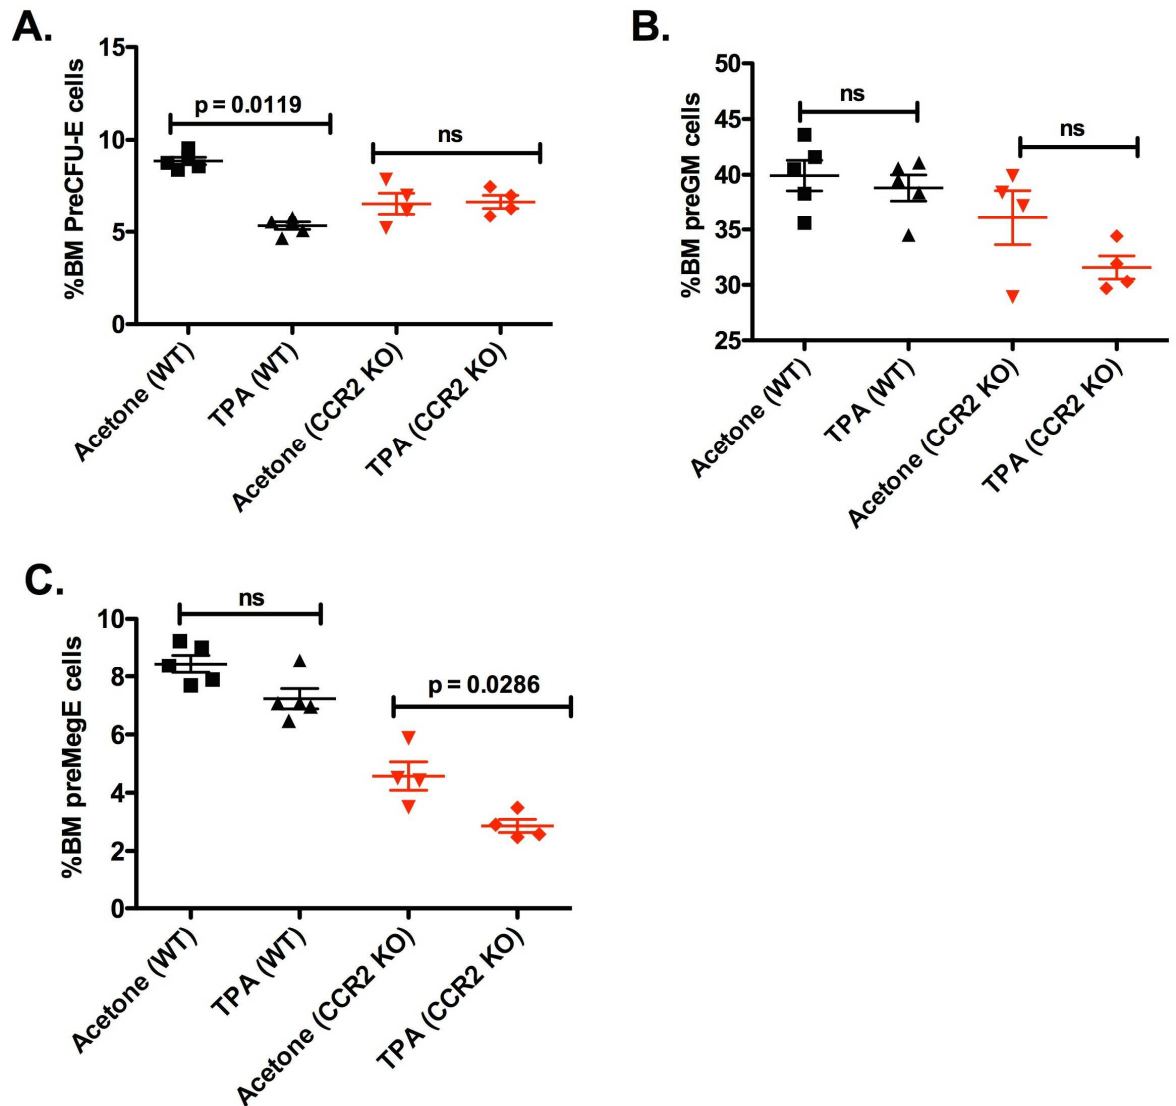 A.
%BM PreCFU-E cells
15
10
5
0
p = 0.0119
ns
Acetone (WT)
TPA (WT)
Acetone (CCR2 KO)
TPA (CCR2 KO)
B.
%BM preGM cells
50
45
40
35
30
25
ns
ns
Acetone (WT)
TPA (WT)
Acetone (CCR2 KO)
TPA (CCR2 KO)
C.
%BM preMegE cells
10
8
6
4
2
0
ns
p = 0.0286
Acetone (WT)
TPA (WT)
Acetone (CCR2 KO)
TPA (CCR2 KO)